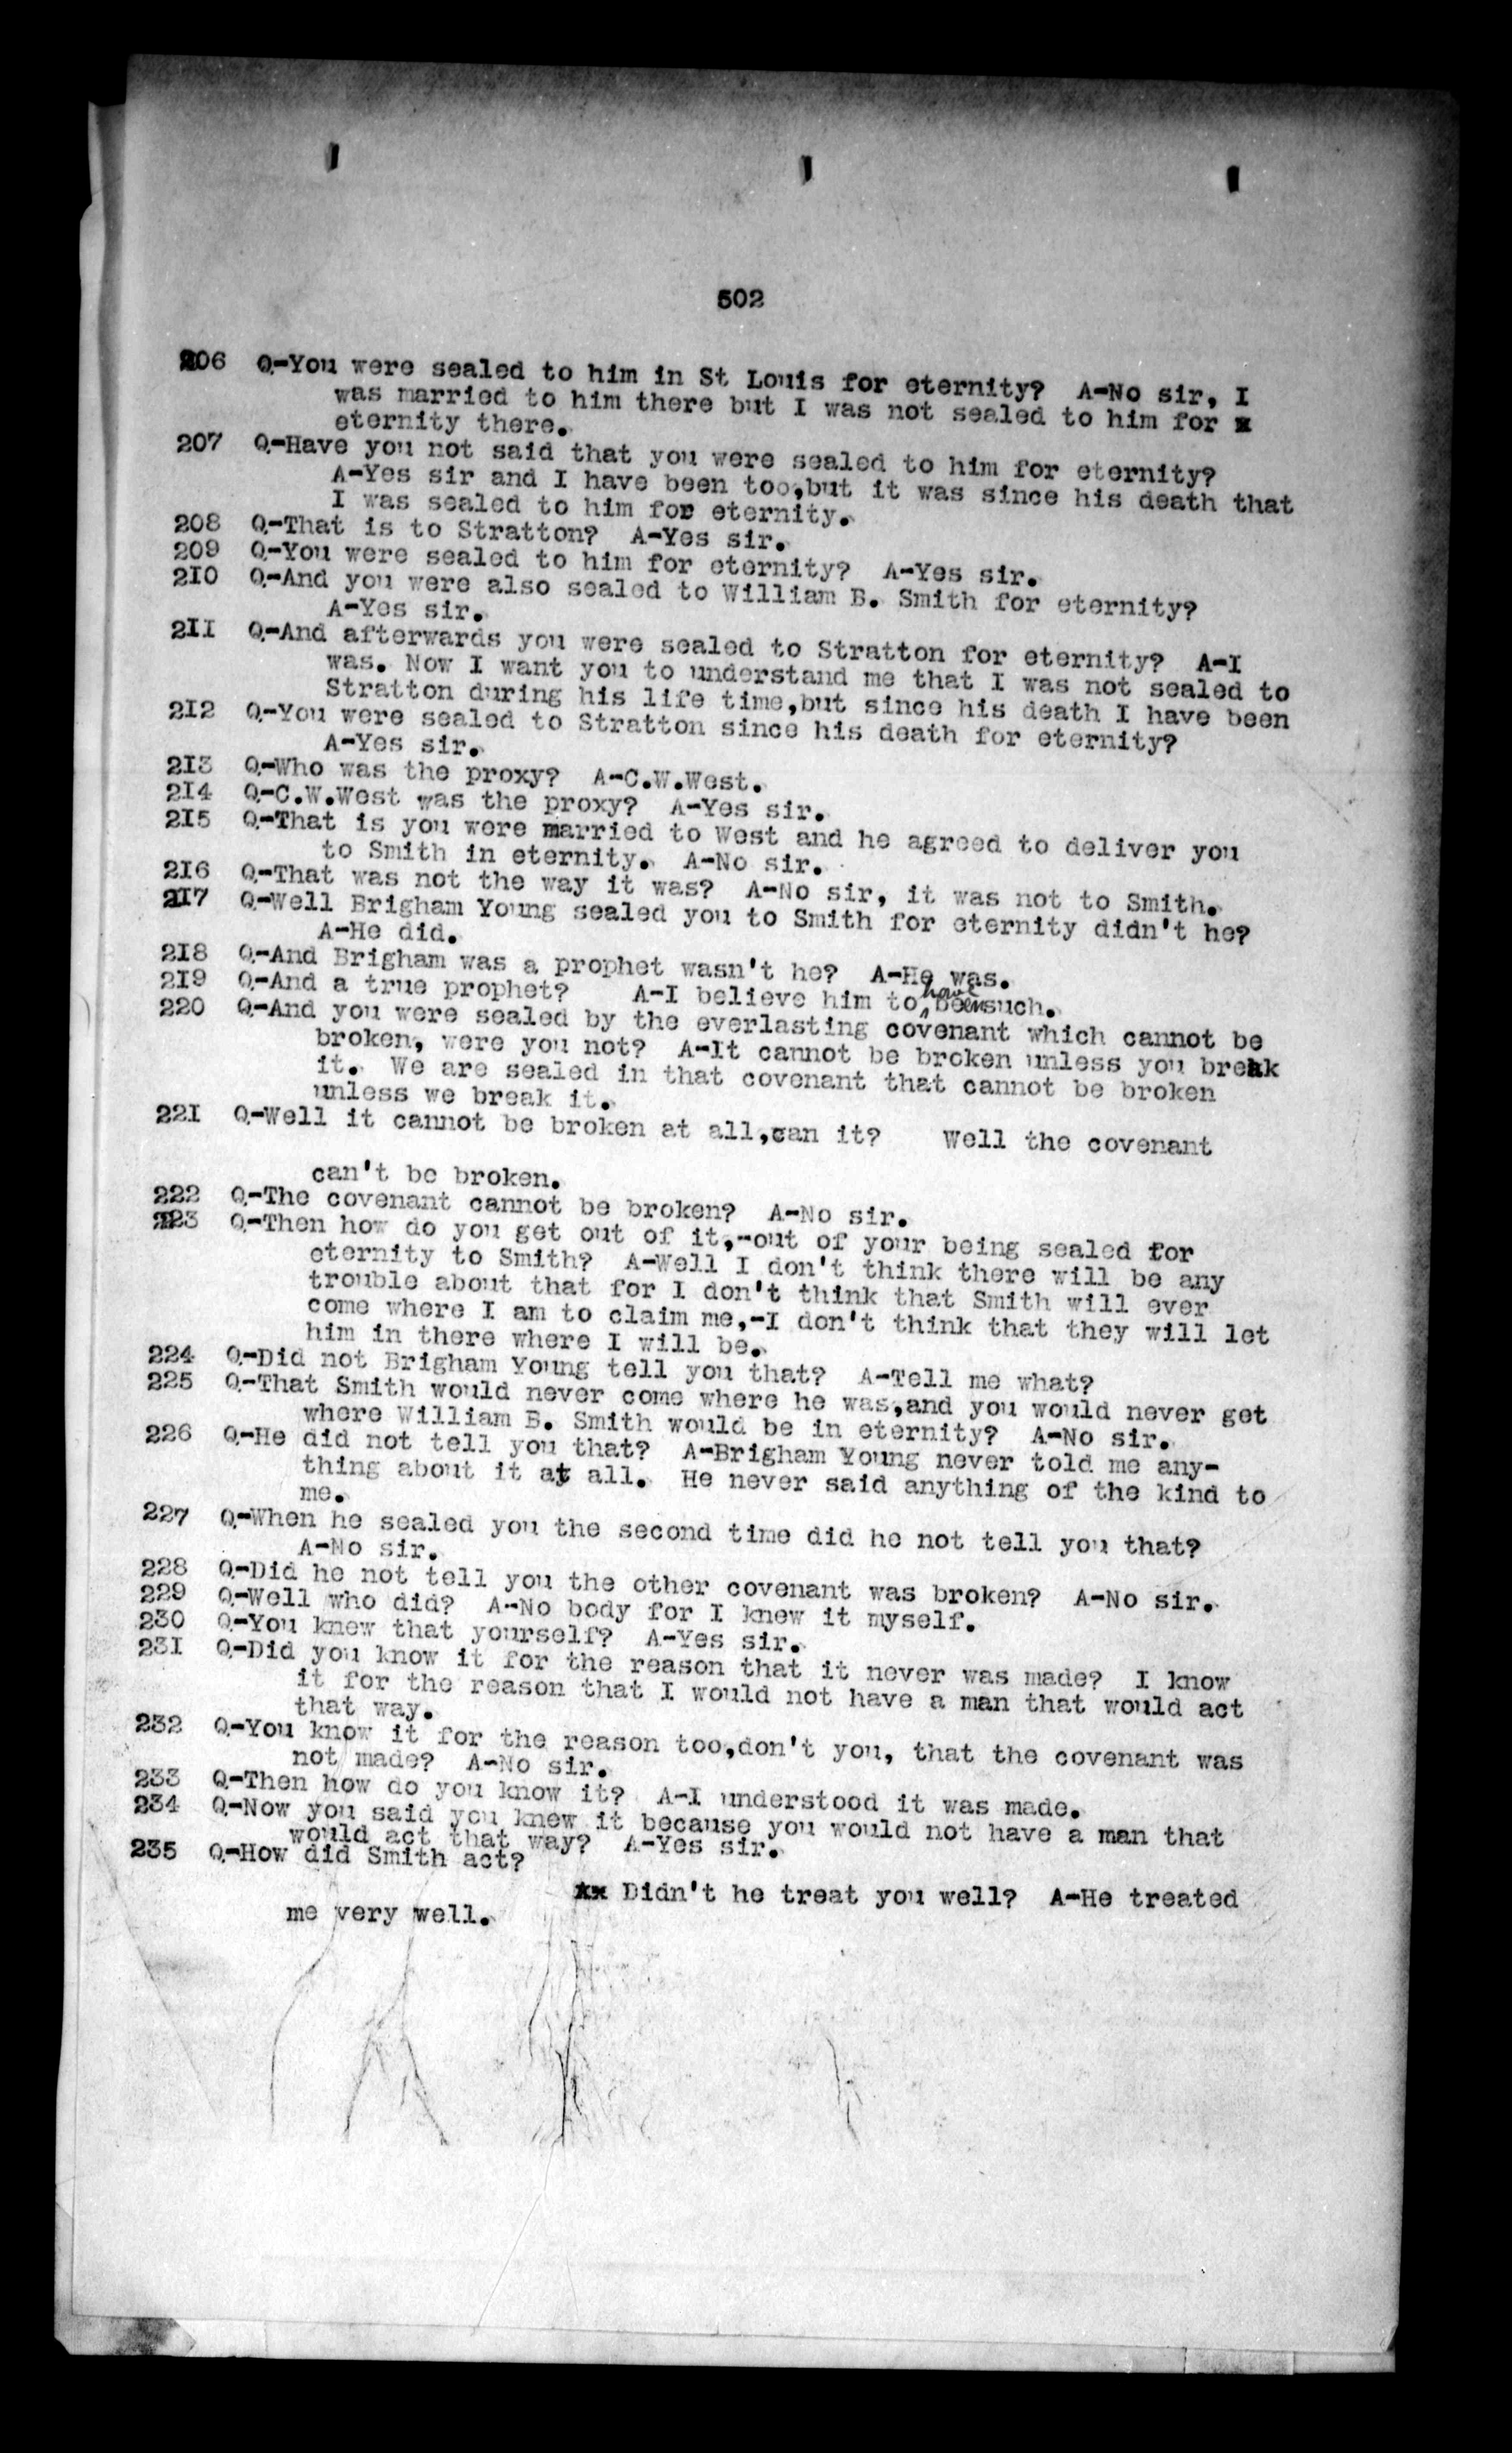 502
206 Q-You were sealed to him in St Louis for eternity? A-No sir, I
was married to him there but I was not sealed to him for x
eternity there.
207 Q-Have you not said that you were sealed to him for eternity?
A-Yes sir and I have been too,but it was since his death that
I was sealed to him for eternity.
208 Q-That is to Stratton? A-Yes sir.
209 Q-You were sealed to him for eternity? A-Yes sir.
210 Q-And you were also sealed to William B. Smith for eternity?
A-Yes sir.
211 Q-And afterwards you were sealed to Stratton for eternity? A-I
was. Now I want you to understand me that I was not sealed to
Stratton during his life time,but since his death I have been
212 Q-You were sealed to Stratton since his death for eternity?
A-Yes sir.
213 Q-Who was the proxy? A-C.W.West.
214 Q-C.W.West was the proxy? A-Yes sir.
215 Q-That is you were married to West and he agreed to deliver you
to Smith in eternity. A-No sir.
216 Q-That was not the way it was? A-No sir, it was not to Smith.
217 Q-Well Brigham Young sealed you to Smith for eternity didn't he?
A-He did.
218 Q-And Brigham was a prophet wasn't he? A-He was.
219 Q-And a true prophet? A-I believe him to have been such.
220 Q-And you were sealed by the everlasting covenant which cannot be
broken, were you not? A-It cannot be broken unless you break
it. We are sealed in that covenant that cannot be broken
unless we break it.
221 Q-Well it cannot be broken at all,can it? Well the covenant
can't be broken.
222 Q-The covenant cannot be broken? A-No sir.
223 Q-Then how do you get out of it,-out of your being sealed for
eternity to Smith? A-Well I don't think there will be any
trouble about that for I don't think that Smith will ever
come where I am to claim me,-I don't think that they will let
him in there where I will be.
224 Q-Did not Brigham Young tell you that? A-Tell me what?
225 Q-That Smith would never come where he was,and you would never get
where William B. Smith would be in eternity? A-No sir.
226 Q-He did not tell you that? A-Brigham Young never told me any-
thing about it at all. He never said anything of the kind to
me.
227 Q-When he sealed you the second time did he not tell you that?
A-No sir.
228 Q-Did he not tell you the other covenant was broken? A-No sir.
229 Q-Well who did? A-No body for I knew it myself.
230 Q-You knew that yourself? A-Yes sir.
231 Q-Did you know it for the reason that it never was made? I know
it for the reason that I would not have a man that would act
that way.
232 Q-You know it for the reason too,don't you, that the covenant was
not made? A-No sir.
233 Q-Then how do you know it? A-I understood it was made.
234 Q-Now you said you knew it because you would not have a man that
would act that way? A-Yes sir.
235 Q-How did Smith act?
xx Didn't he treat you well? A-He treated
me very well.